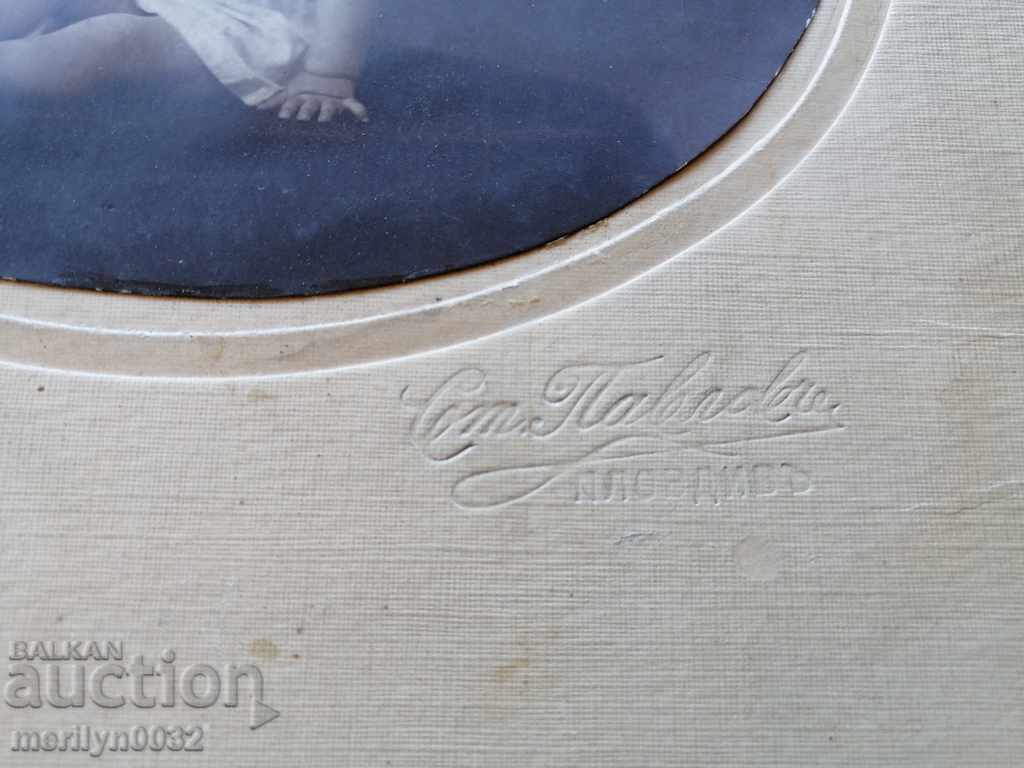 Ст. Павловъ.
ПЛОВДИВЪ
BALKAN
auction
merilyn0032